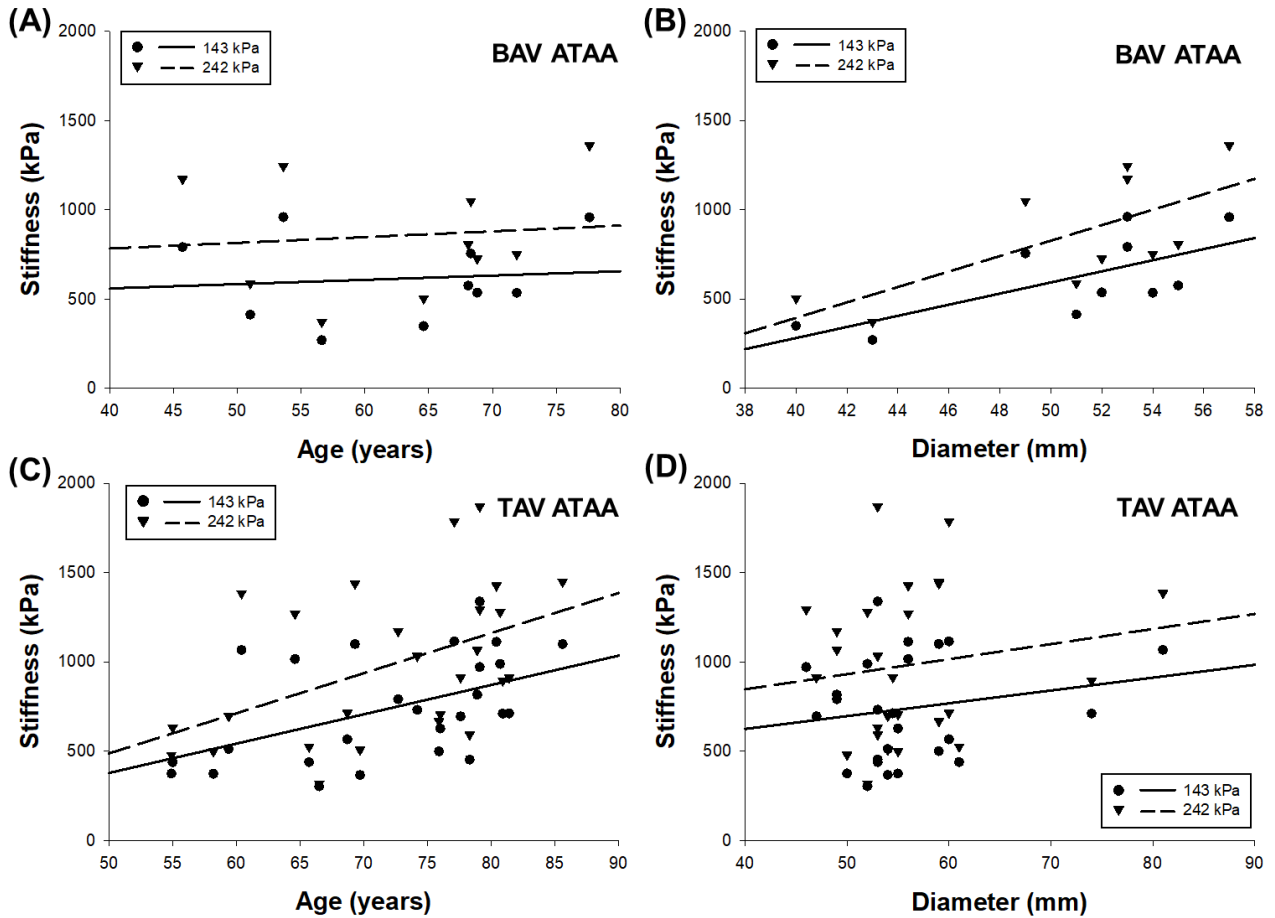 (A)
2000
1500
1000
500
0
Stiffness (kPa)
143 kPa
242 kPa
BAV ATAA
40 45 50 55 60 65 70 75 80
Age (years)
(B)
2000
1500
1000
500
0
Stiffness (kPa)
143 kPa
242 kPa
BAV ATAA
38 40 42 44 46 48 50 52 54 56 58
Diameter (mm)
(C)
2000
1500
1000
500
0
Stiffness (kPa)
143 kPa
242 kPa
TAV ATAA
50 55 60 65 70 75 80 85 90
Age (years)
(D)
2000
1500
1000
500
0
Stiffness (kPa)
TAV ATAA
143 kPa
242 kPa
40 50 60 70 80 90
Diameter (mm)